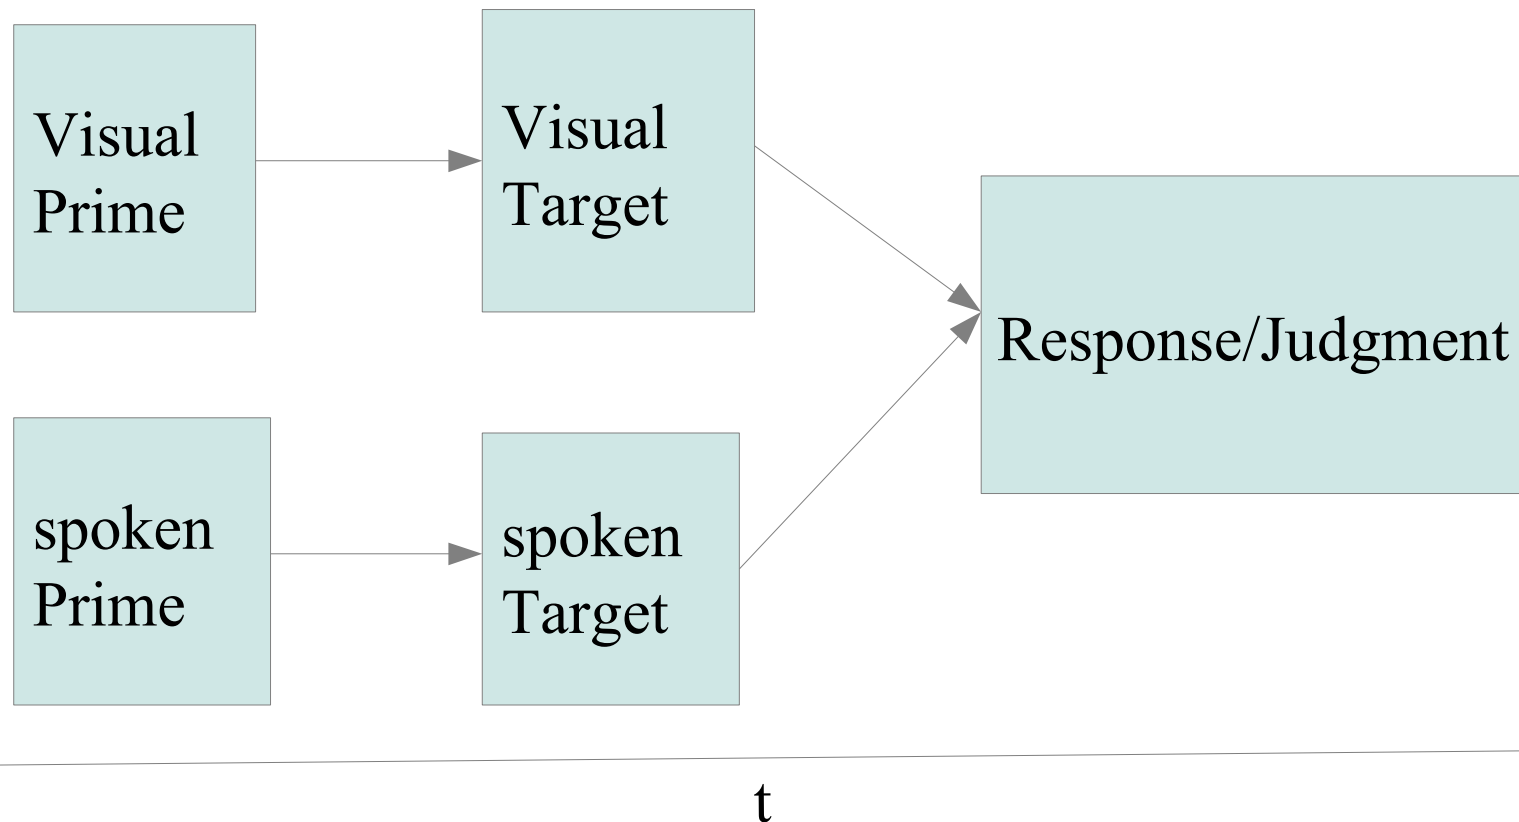 Visual
Prime
Visual
Target
Response/Judgment
spoken
Prime
spoken
Target
t